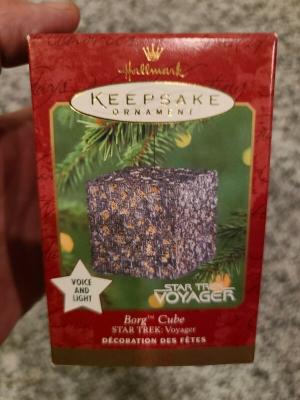 Hallmark
KEEPSAKE
ORNAMENT
VOICE
AND
LIGHT
STAR TREK
VOYAGER
Borg™ Cube
STAR TREK: Voyager
DÉCORATION DES FÊTES